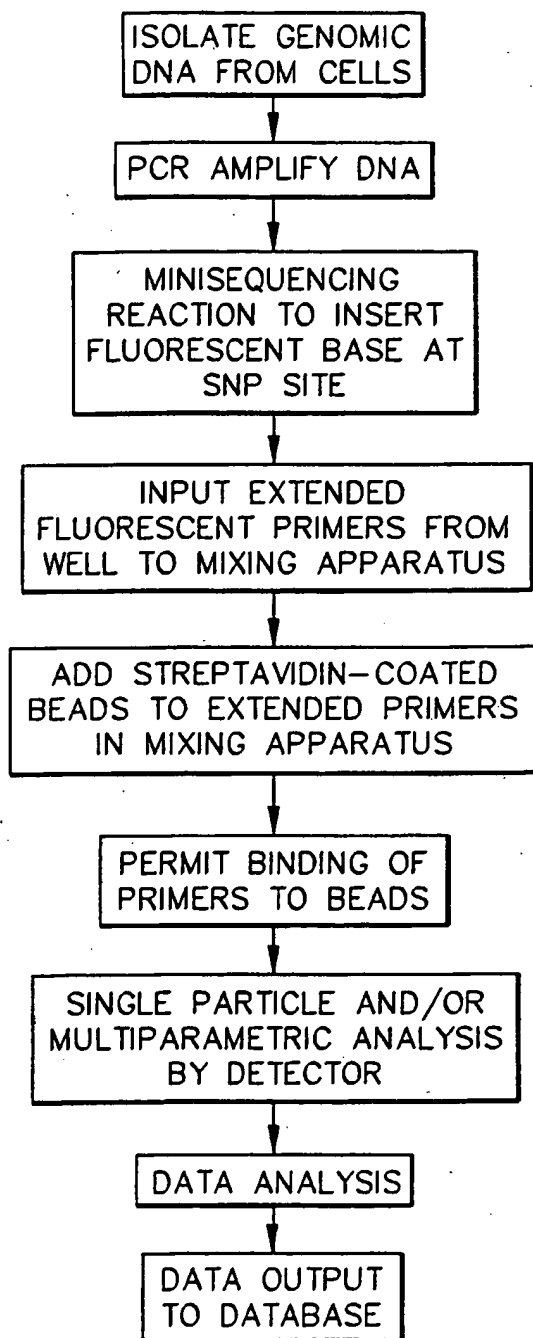 ISOLATE GENOMIC
DNA FROM CELLS
PCR AMPLIFY DNA
MINISEQUENCING
REACTION TO INSERT
FLUORESCENT BASE AT
SNP SITE
INPUT EXTENDED
FLUORESCENT PRIMERS FROM
WELL TO MIXING APPARATUS
ADD STREPTAVIDIN-COATED
BEADS TO EXTENDED PRIMERS
IN MIXING APPARATUS
PERMIT BINDING OF
PRIMERS TO BEADS
SINGLE PARTICLE AND/OR
MULTIPARAMETRIC ANALYSIS
BY DETECTOR
DATA ANALYSIS
DATA OUTPUT
TO DATABASE